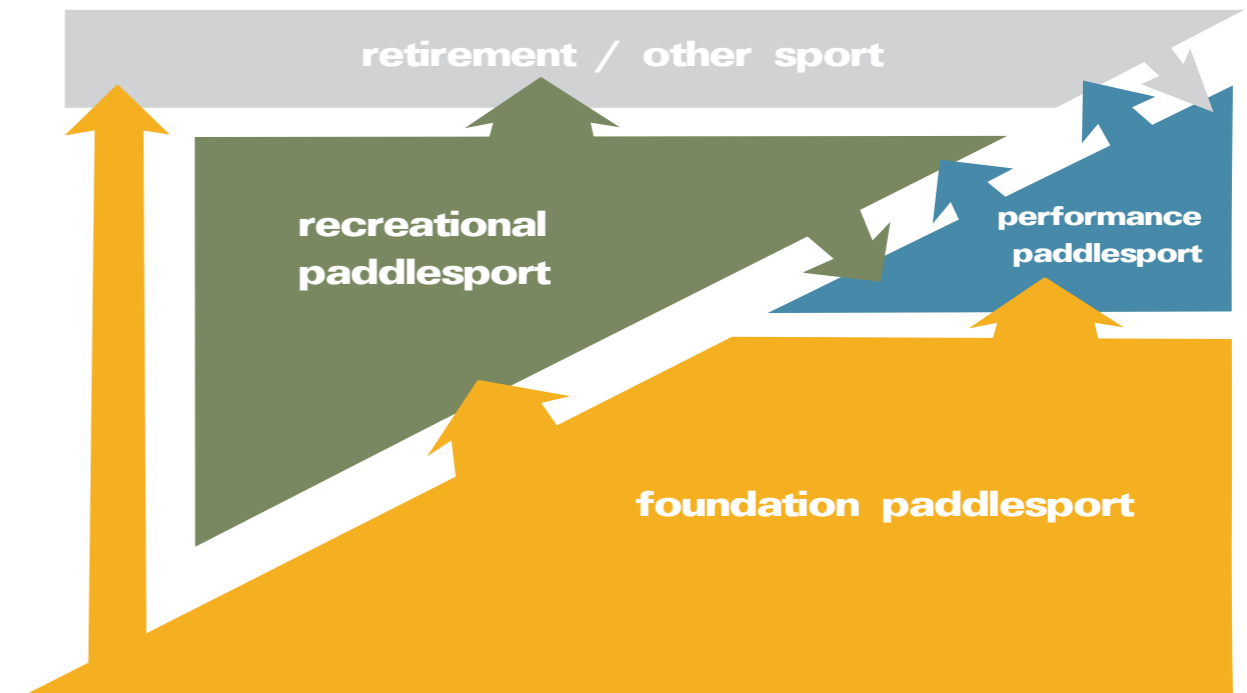 retirement / other sport
recreational
paddlesport
performance
paddlesport
foundation paddlesport